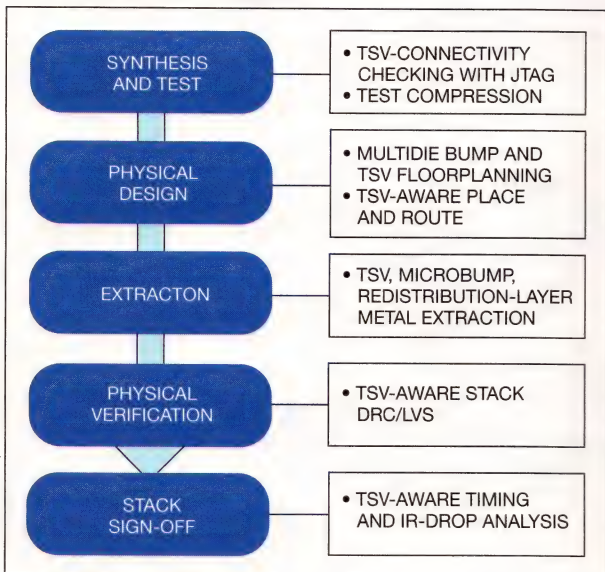 SYNTHESIS
AND TEST
• TSV-CONNECTIVITY
CHECKING WITH JTAG
• TEST COMPRESSION
PHYSICAL
DESIGN
• MULTIDIE BUMP AND
TSV FLOORPLANNING
• TSV-AWARE PLACE
AND ROUTE
EXTRACTON
• TSV, MICROBUMP,
REDISTRIBUTION-LAYER
METAL EXTRACTION
PHYSICAL
VERIFICATION
• TSV-AWARE STACK
DRC/LVS
STACK
SIGN-OFF
• TSV-AWARE TIMING
AND IR-DROP ANALYSIS